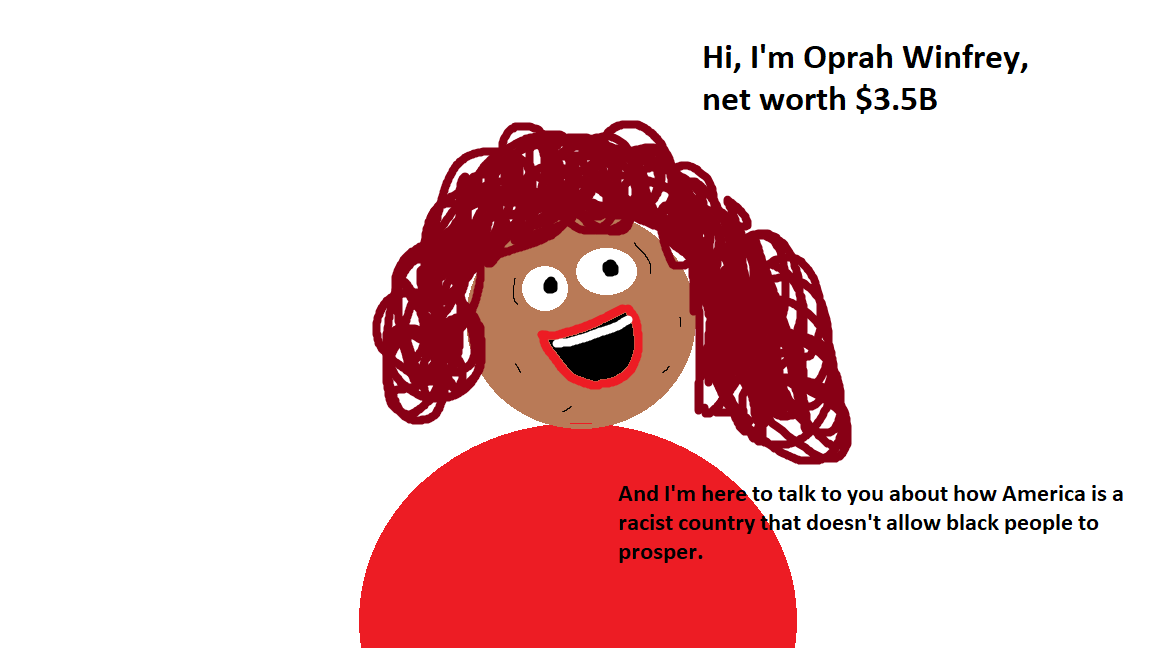 Hi, I'm Oprah Winfrey,
net worth $3.5B
And I'm here to talk to you about how America is a
racist country that doesn't allow black people to
prosper.